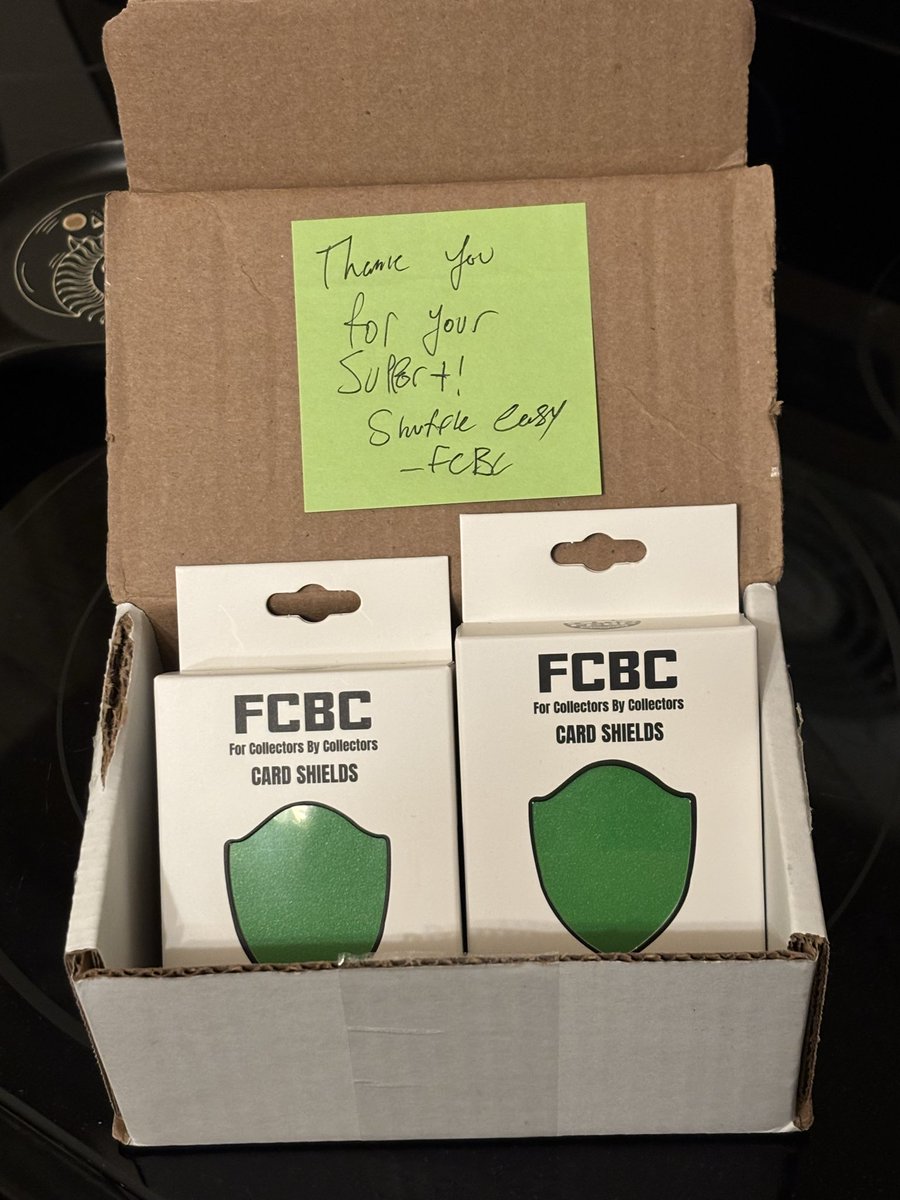 Thank you
for your
Support!
Shuffle easy
-FCBC
FCBC
For Collectors By Collectors
CARD SHIELDS
FCBC
For Collectors By Collectors
CARD SHIELDS